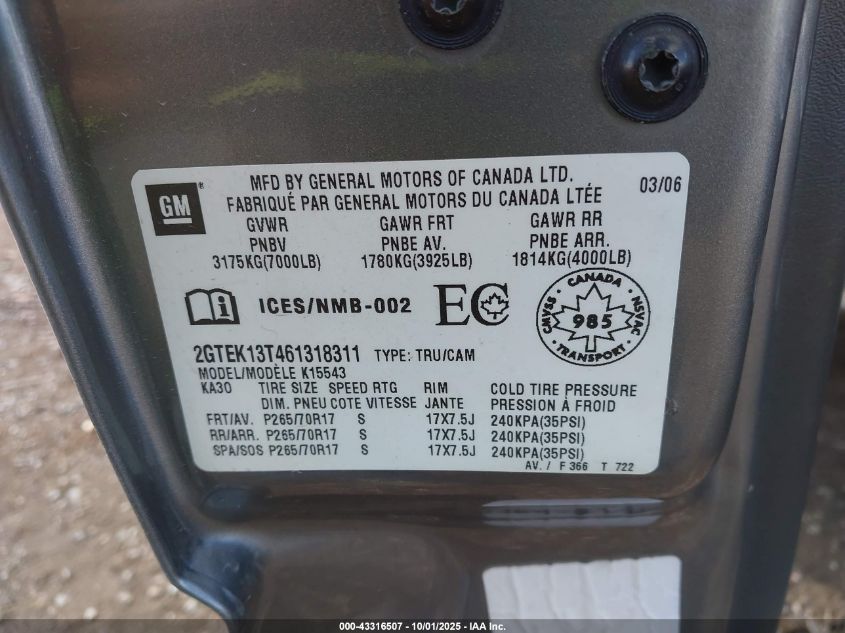 GM
MFD BY GENERAL MOTORS OF CANADA LTD. 03/06
FABRIQUÉ PAR GENERAL MOTORS DU CANADA LTÉE
GVWR GAWR FRT GAWR RR
PNBV PNBE AV. PNBE ARR.
3175KG(7000LB) 1780KG(3925LB) 1814KG(4000LB)
ICES/NMB-002 EC
CANADA
CMVSS 985 NSVAC
TRANSPORT
2GTEK13T461318311 TYPE: TRU/CAM
MODEL/MODÈLE K15543
KA30 TIRE SIZE SPEED RTG RIM COLD TIRE PRESSURE
DIM. PNEU COTE VITESSE JANTE PRESSION À FROID
FRT/AV. P265/70R17 S 17X7.5J 240KPA(35PSI)
RR/ARR. P265/70R17 S 17X7.5J 240KPA(35PSI)
SPA/SOS P265/70R17 S 17X7.5J 240KPA(35PSI)
AV. / F 366 T 722
000-43316507 - 10/01/2025 - IAA Inc.